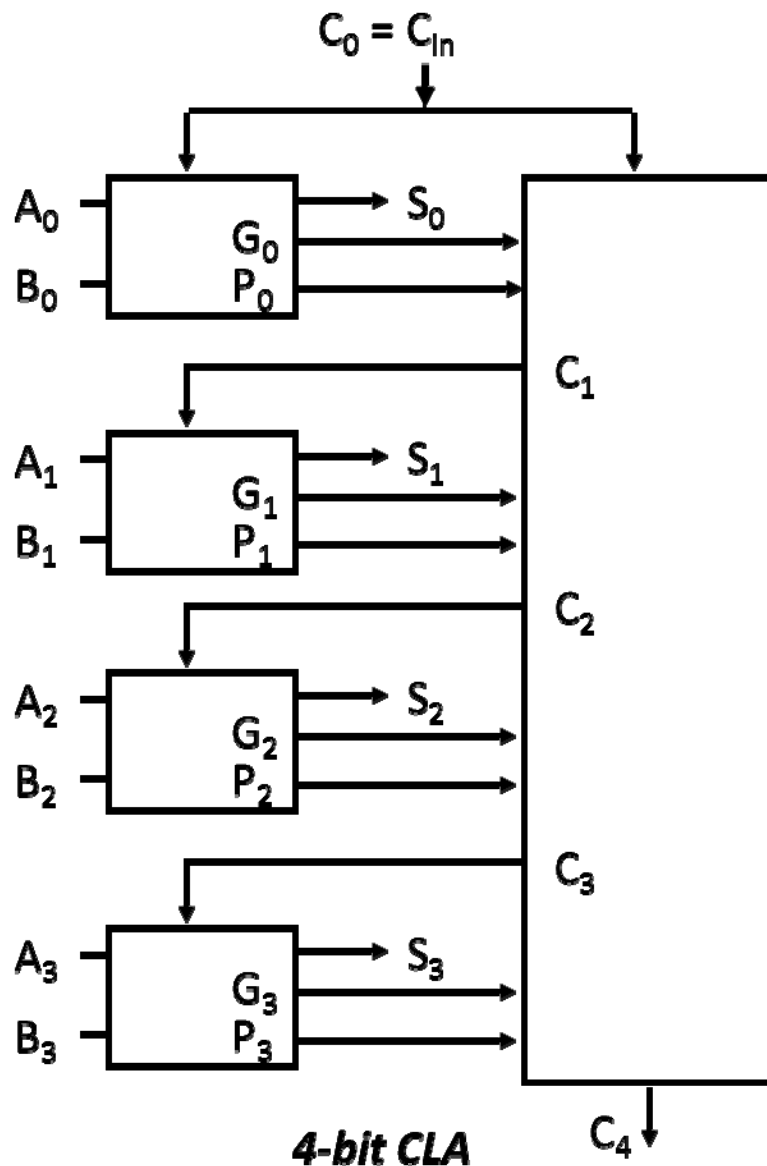 C₀ = C_in
A₀ S₀
G₀
B₀ P₀
C₁
A₁ S₁
G₁
B₁ P₁
C₂
A₂ S₂
G₂
B₂ P₂
C₃
A₃ S₃
G₃
B₃ P₃
4-bit CLA C₄